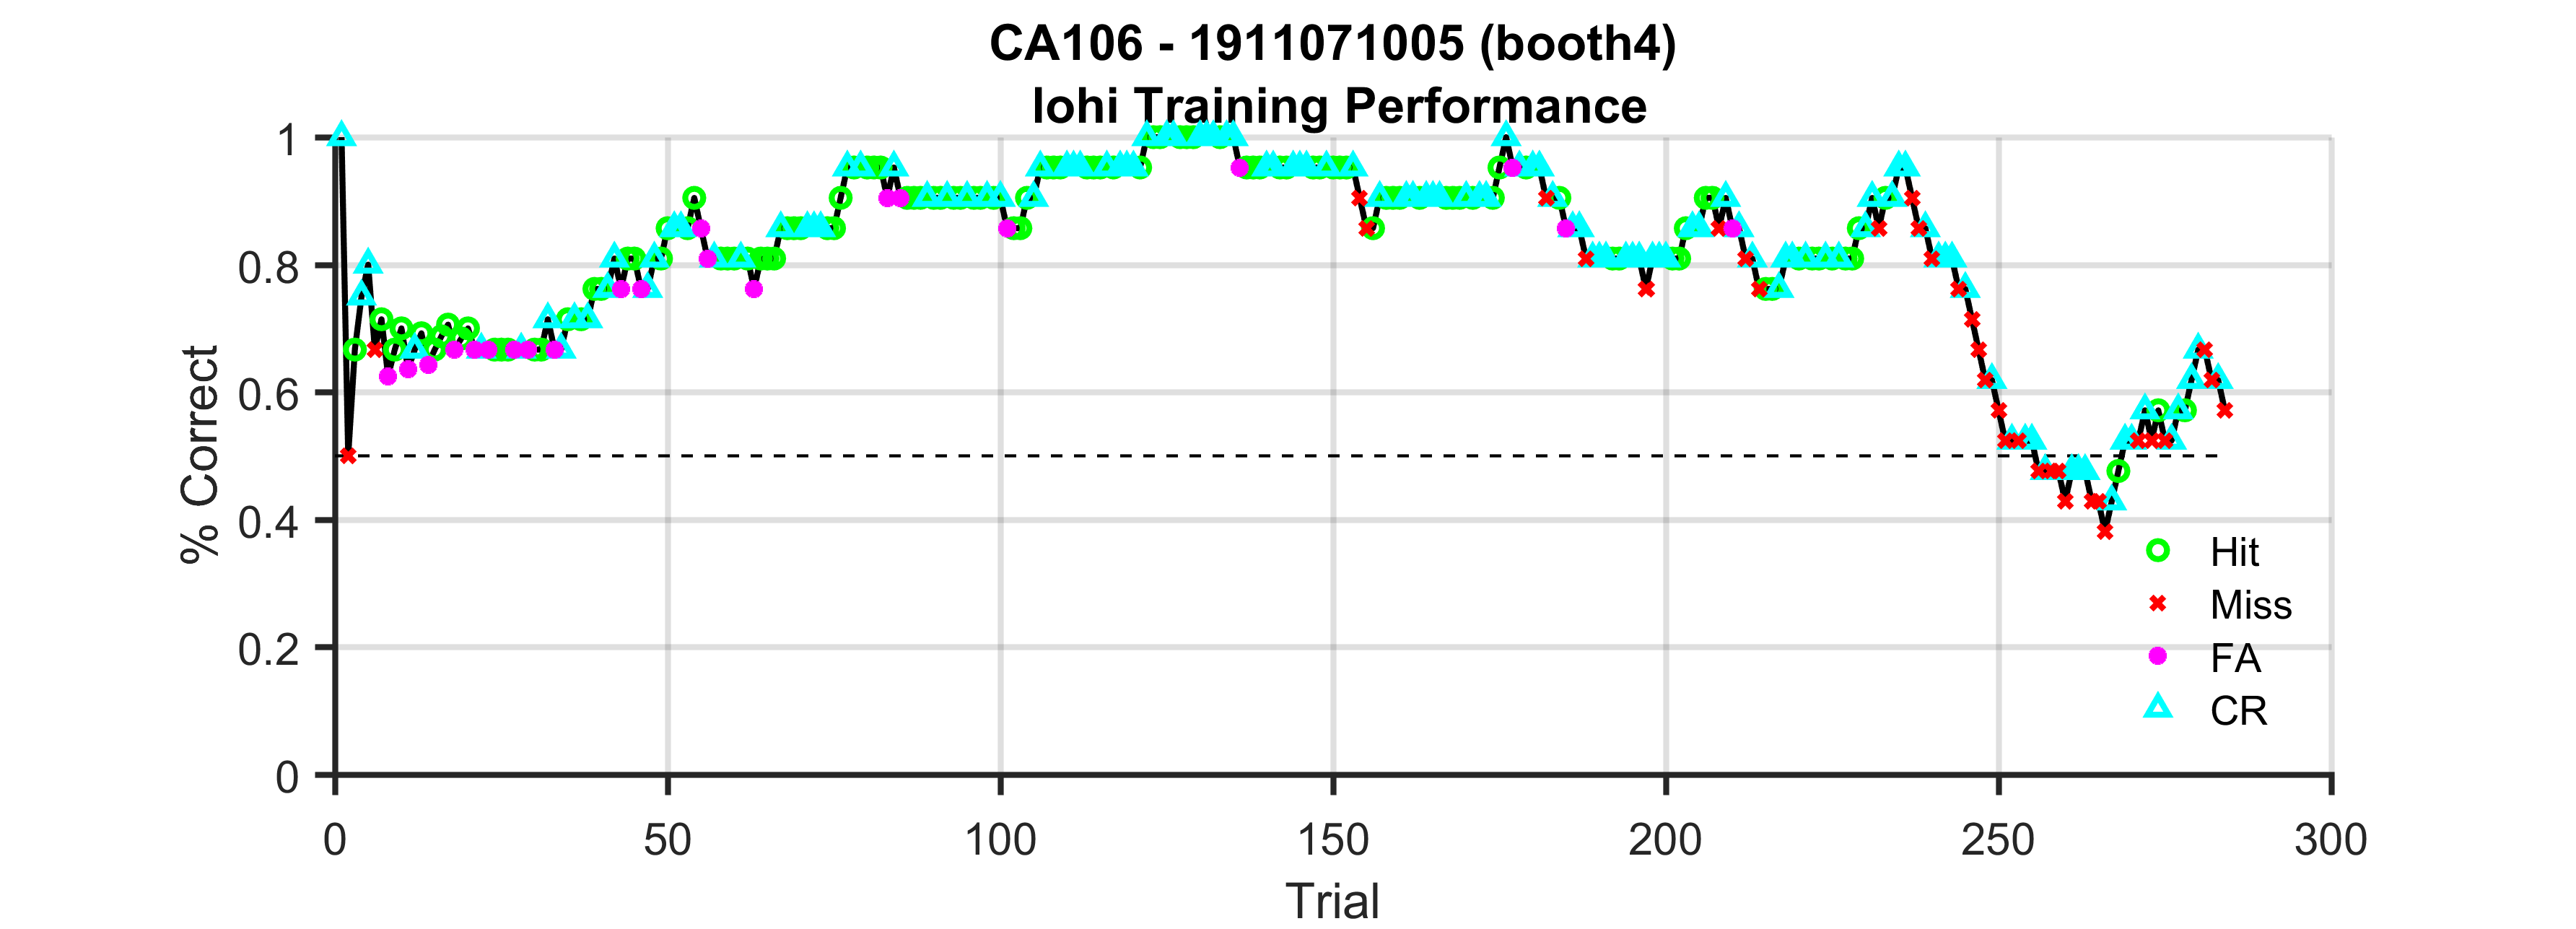 CA106 - 1911071005 (booth4)
lohi Training Performance
% Correct
1
0.8
0.6
0.4
0.2
0
0 50 100 150 200 250 300
Trial
Hit
Miss
FA
CR